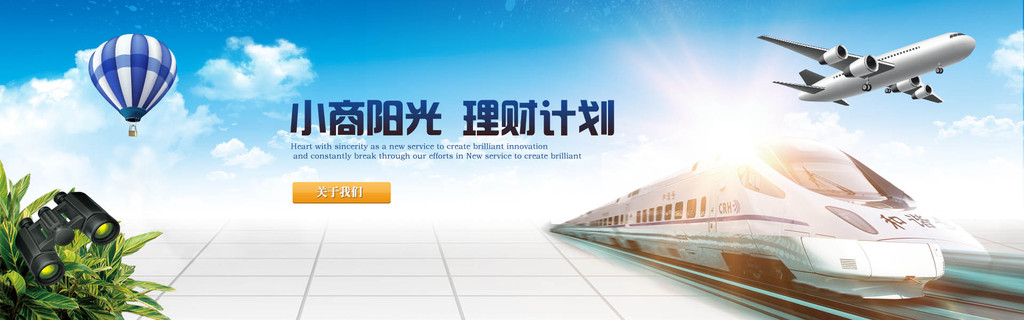 小商阳光 理财计划
Heart with sincerity as a new service to create brilliant innovation
and constantly break through our efforts in New service to create brilliant
关于我们
CRH
和谐